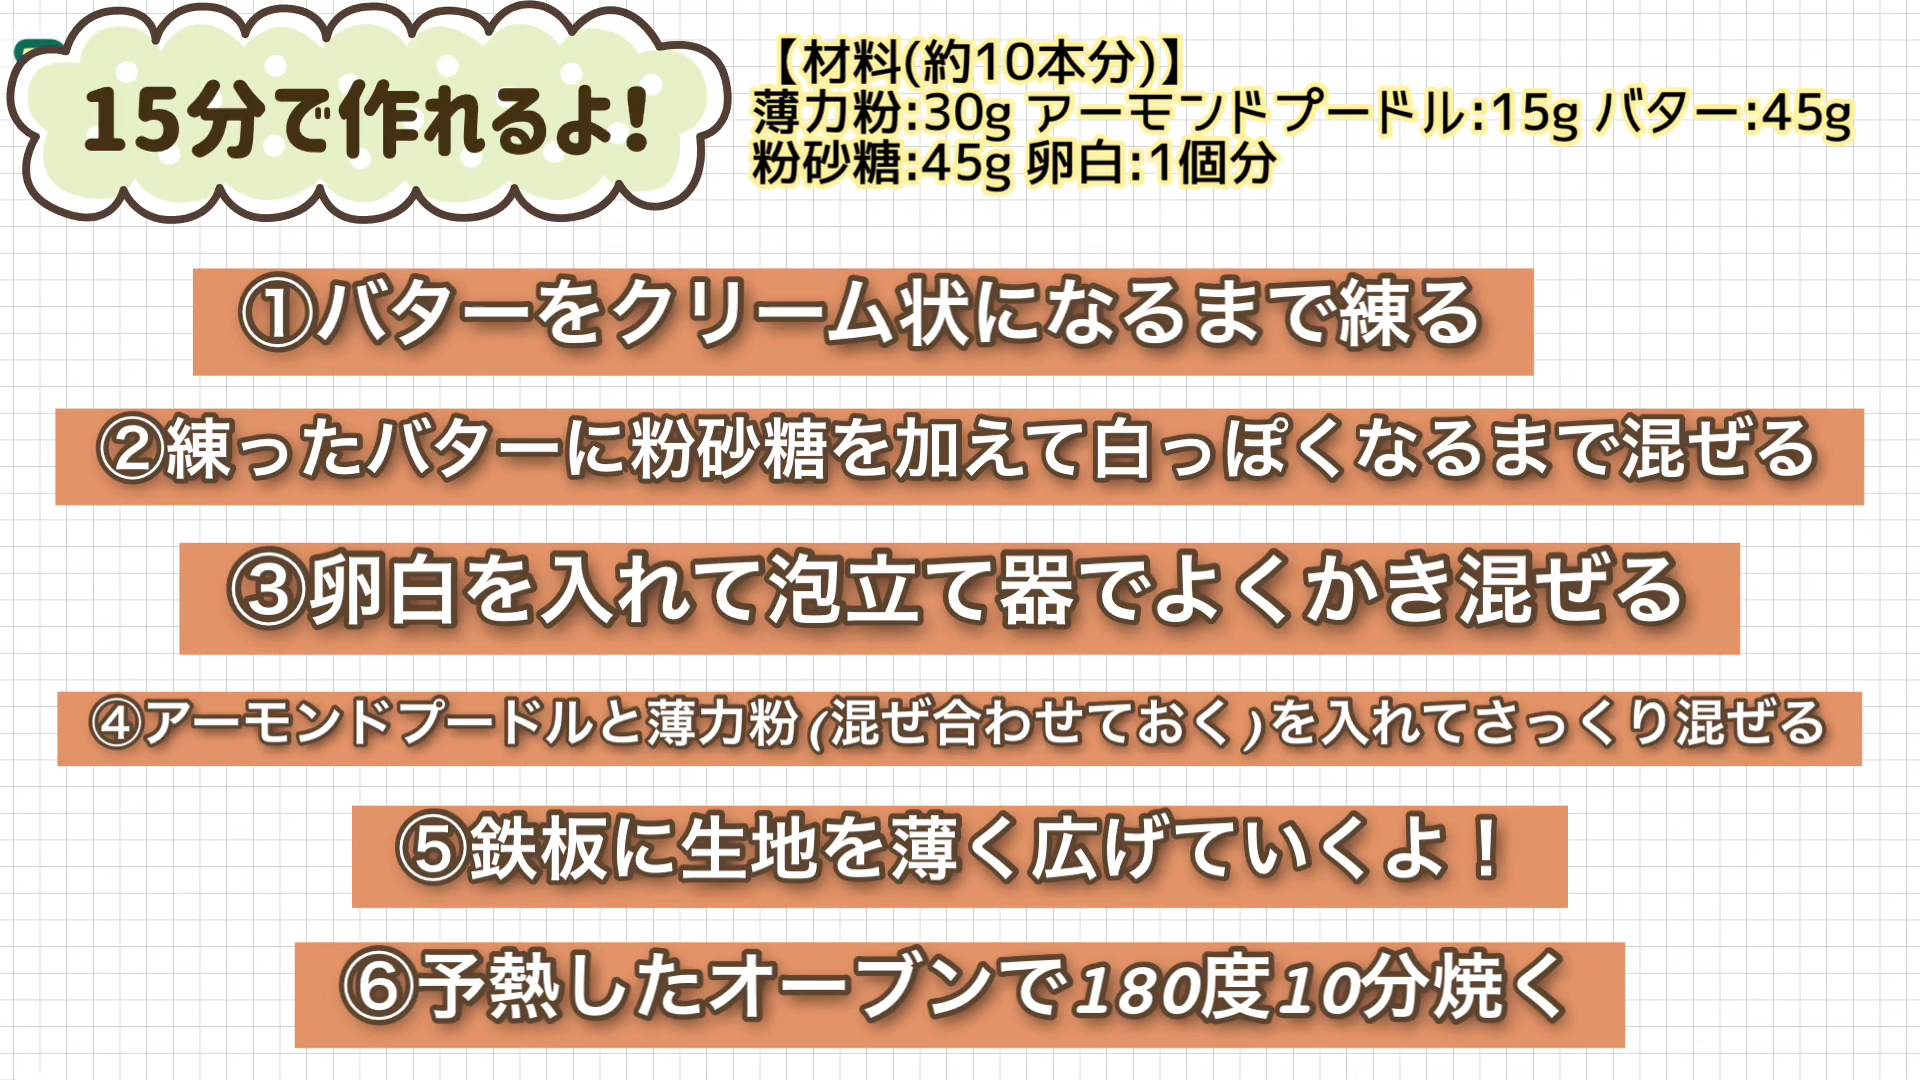 15分で作れるよ!
【材料(約10本分)】
薄力粉:30g アーモンドプードル:15g バター:45g
粉砂糖:45g 卵白:1個分
①バターをクリーム状になるまで練る
②練ったバターに粉砂糖を加えて白っぽくなるまで混ぜる
③卵白を入れて泡立て器でよくかき混ぜる
④アーモンドプードルと薄力粉(混ぜ合わせておく)を入れてさっくり混ぜる
⑤鉄板に生地を薄く広げていくよ！
⑥予熱したオーブンで180度10分焼く